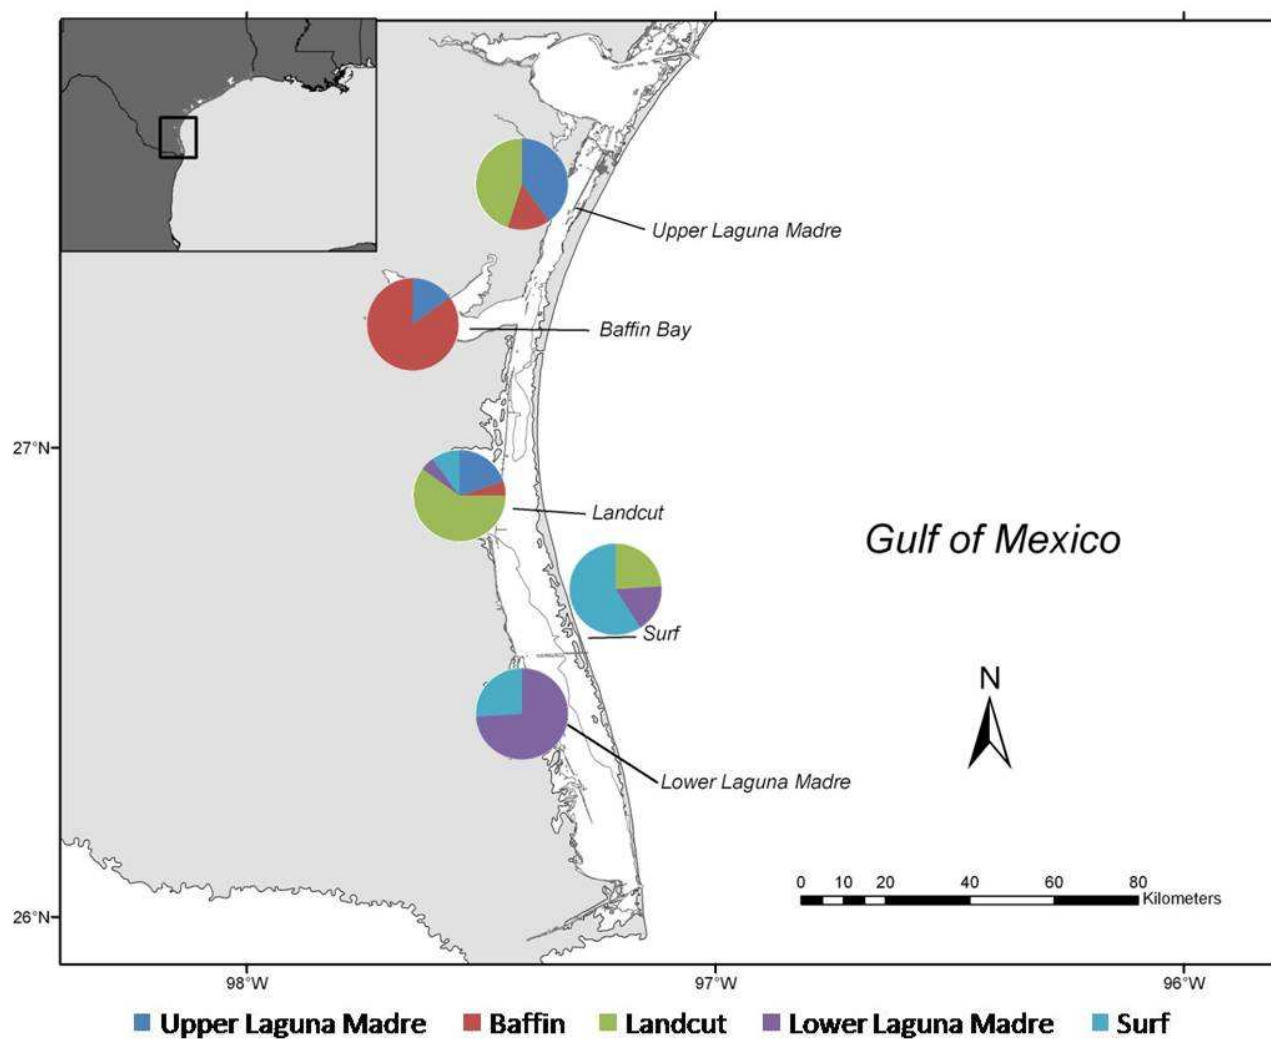 Upper Laguna Madre
Baffin Bay
27°N
Landcut
Gulf of Mexico
Surf
N
Lower Laguna Madre
0 10 20 40 60 80
Kilometers
26°N
98°W 97°W 96°W
Upper Laguna Madre Baffin Landcut Lower Laguna Madre Surf